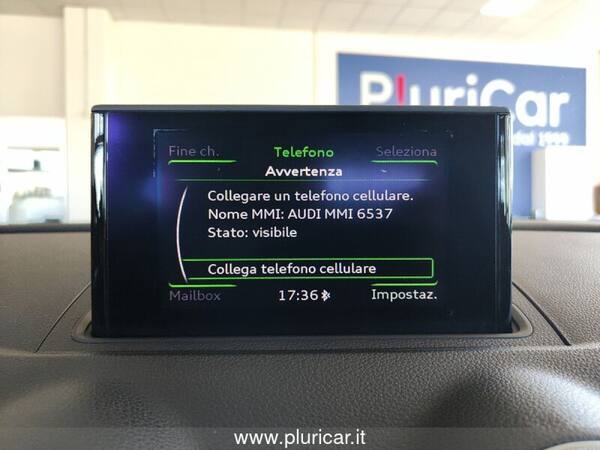 PluriCar
dal 1999
Fine ch. Telefono Seleziona
Avvertenza
Collegare un telefono cellulare.
Nome MMI: AUDI MMI 6537
Stato: visibile
Collega telefono cellulare
Mailbox 17:36 Impostaz.
www.pluricar.it